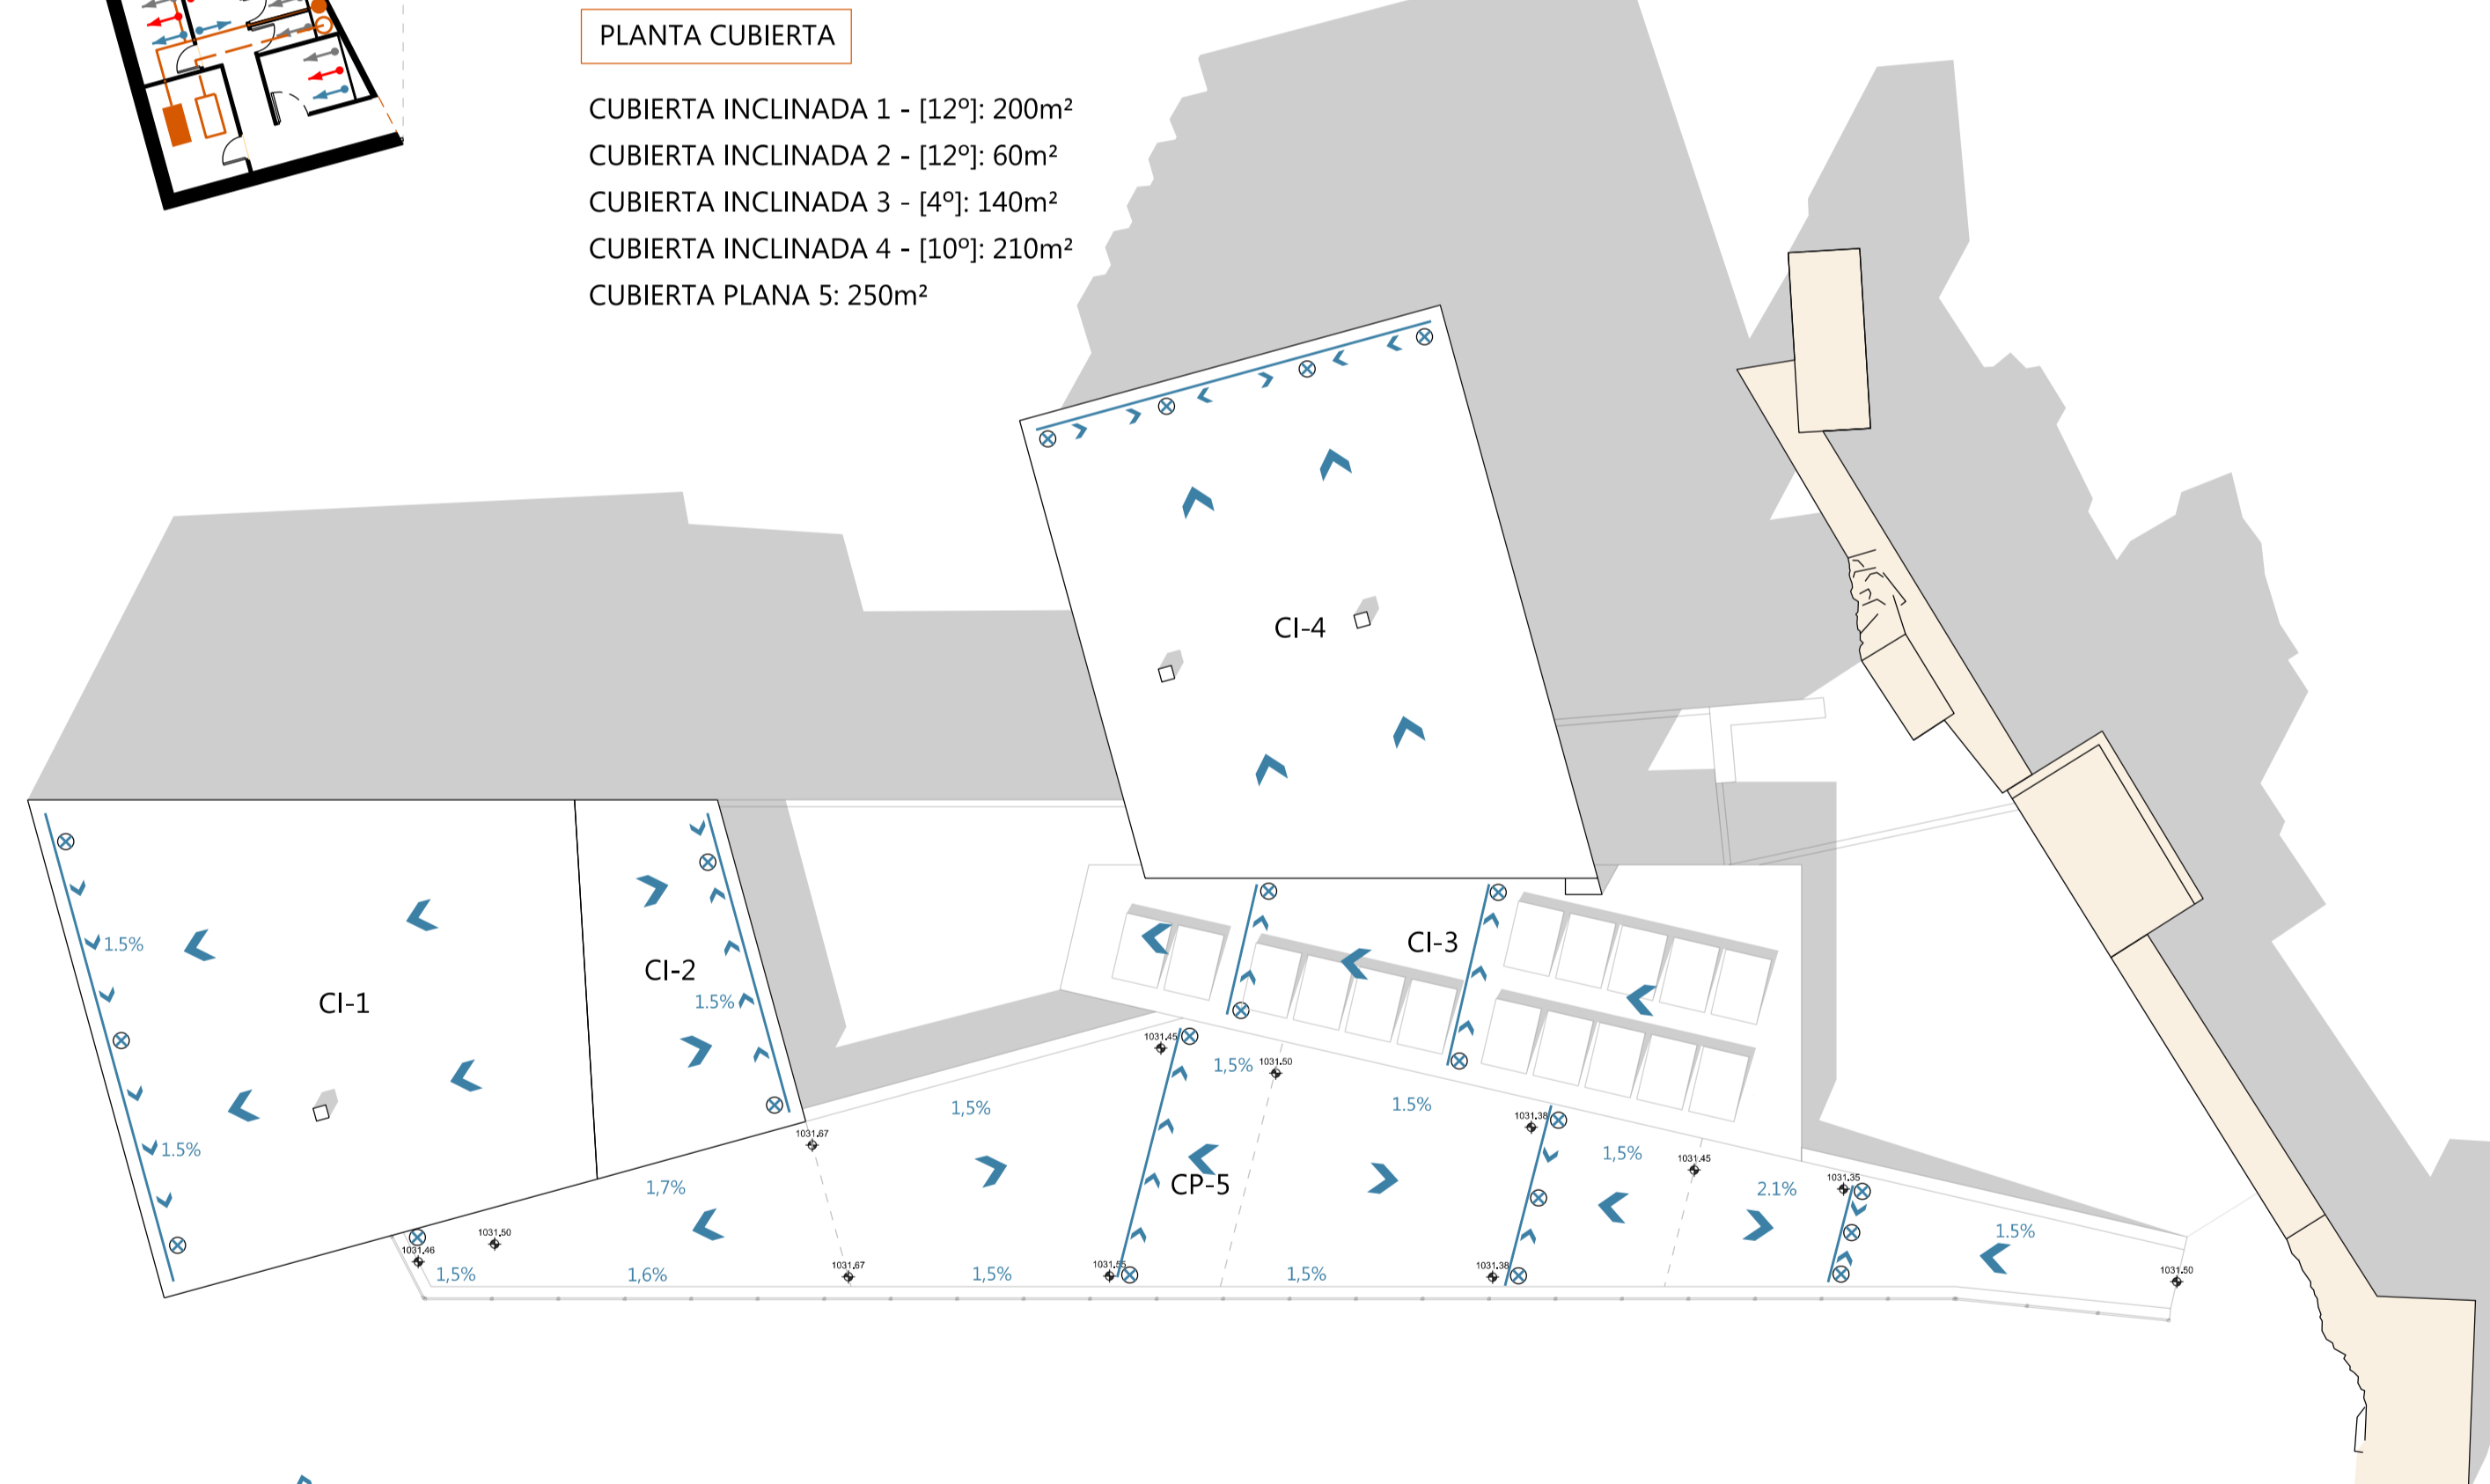 PLANTA CUBIERTA
CUBIERTA INCLINADA 1 - [12º]: 200m²
CUBIERTA INCLINADA 2 - [12º]: 60m²
CUBIERTA INCLINADA 3 - [4º]: 140m²
CUBIERTA INCLINADA 4 - [10º]: 210m²
CUBIERTA PLANA 5: 250m²
CI-4
CI-3
1.5%
CI-2
CI-1
1.5%
1031.45
1,5%
1031.50
1,5%
1.5%
1031.38
1031.67
1.5%
1,5%
1031.45
1,7%
CP-5
2.1%
1031.35
1031.50
1.5%
1031.46
1,5%
1,6%
1031.67
1,5%
1031.55
1,5%
1031.38
1031.50